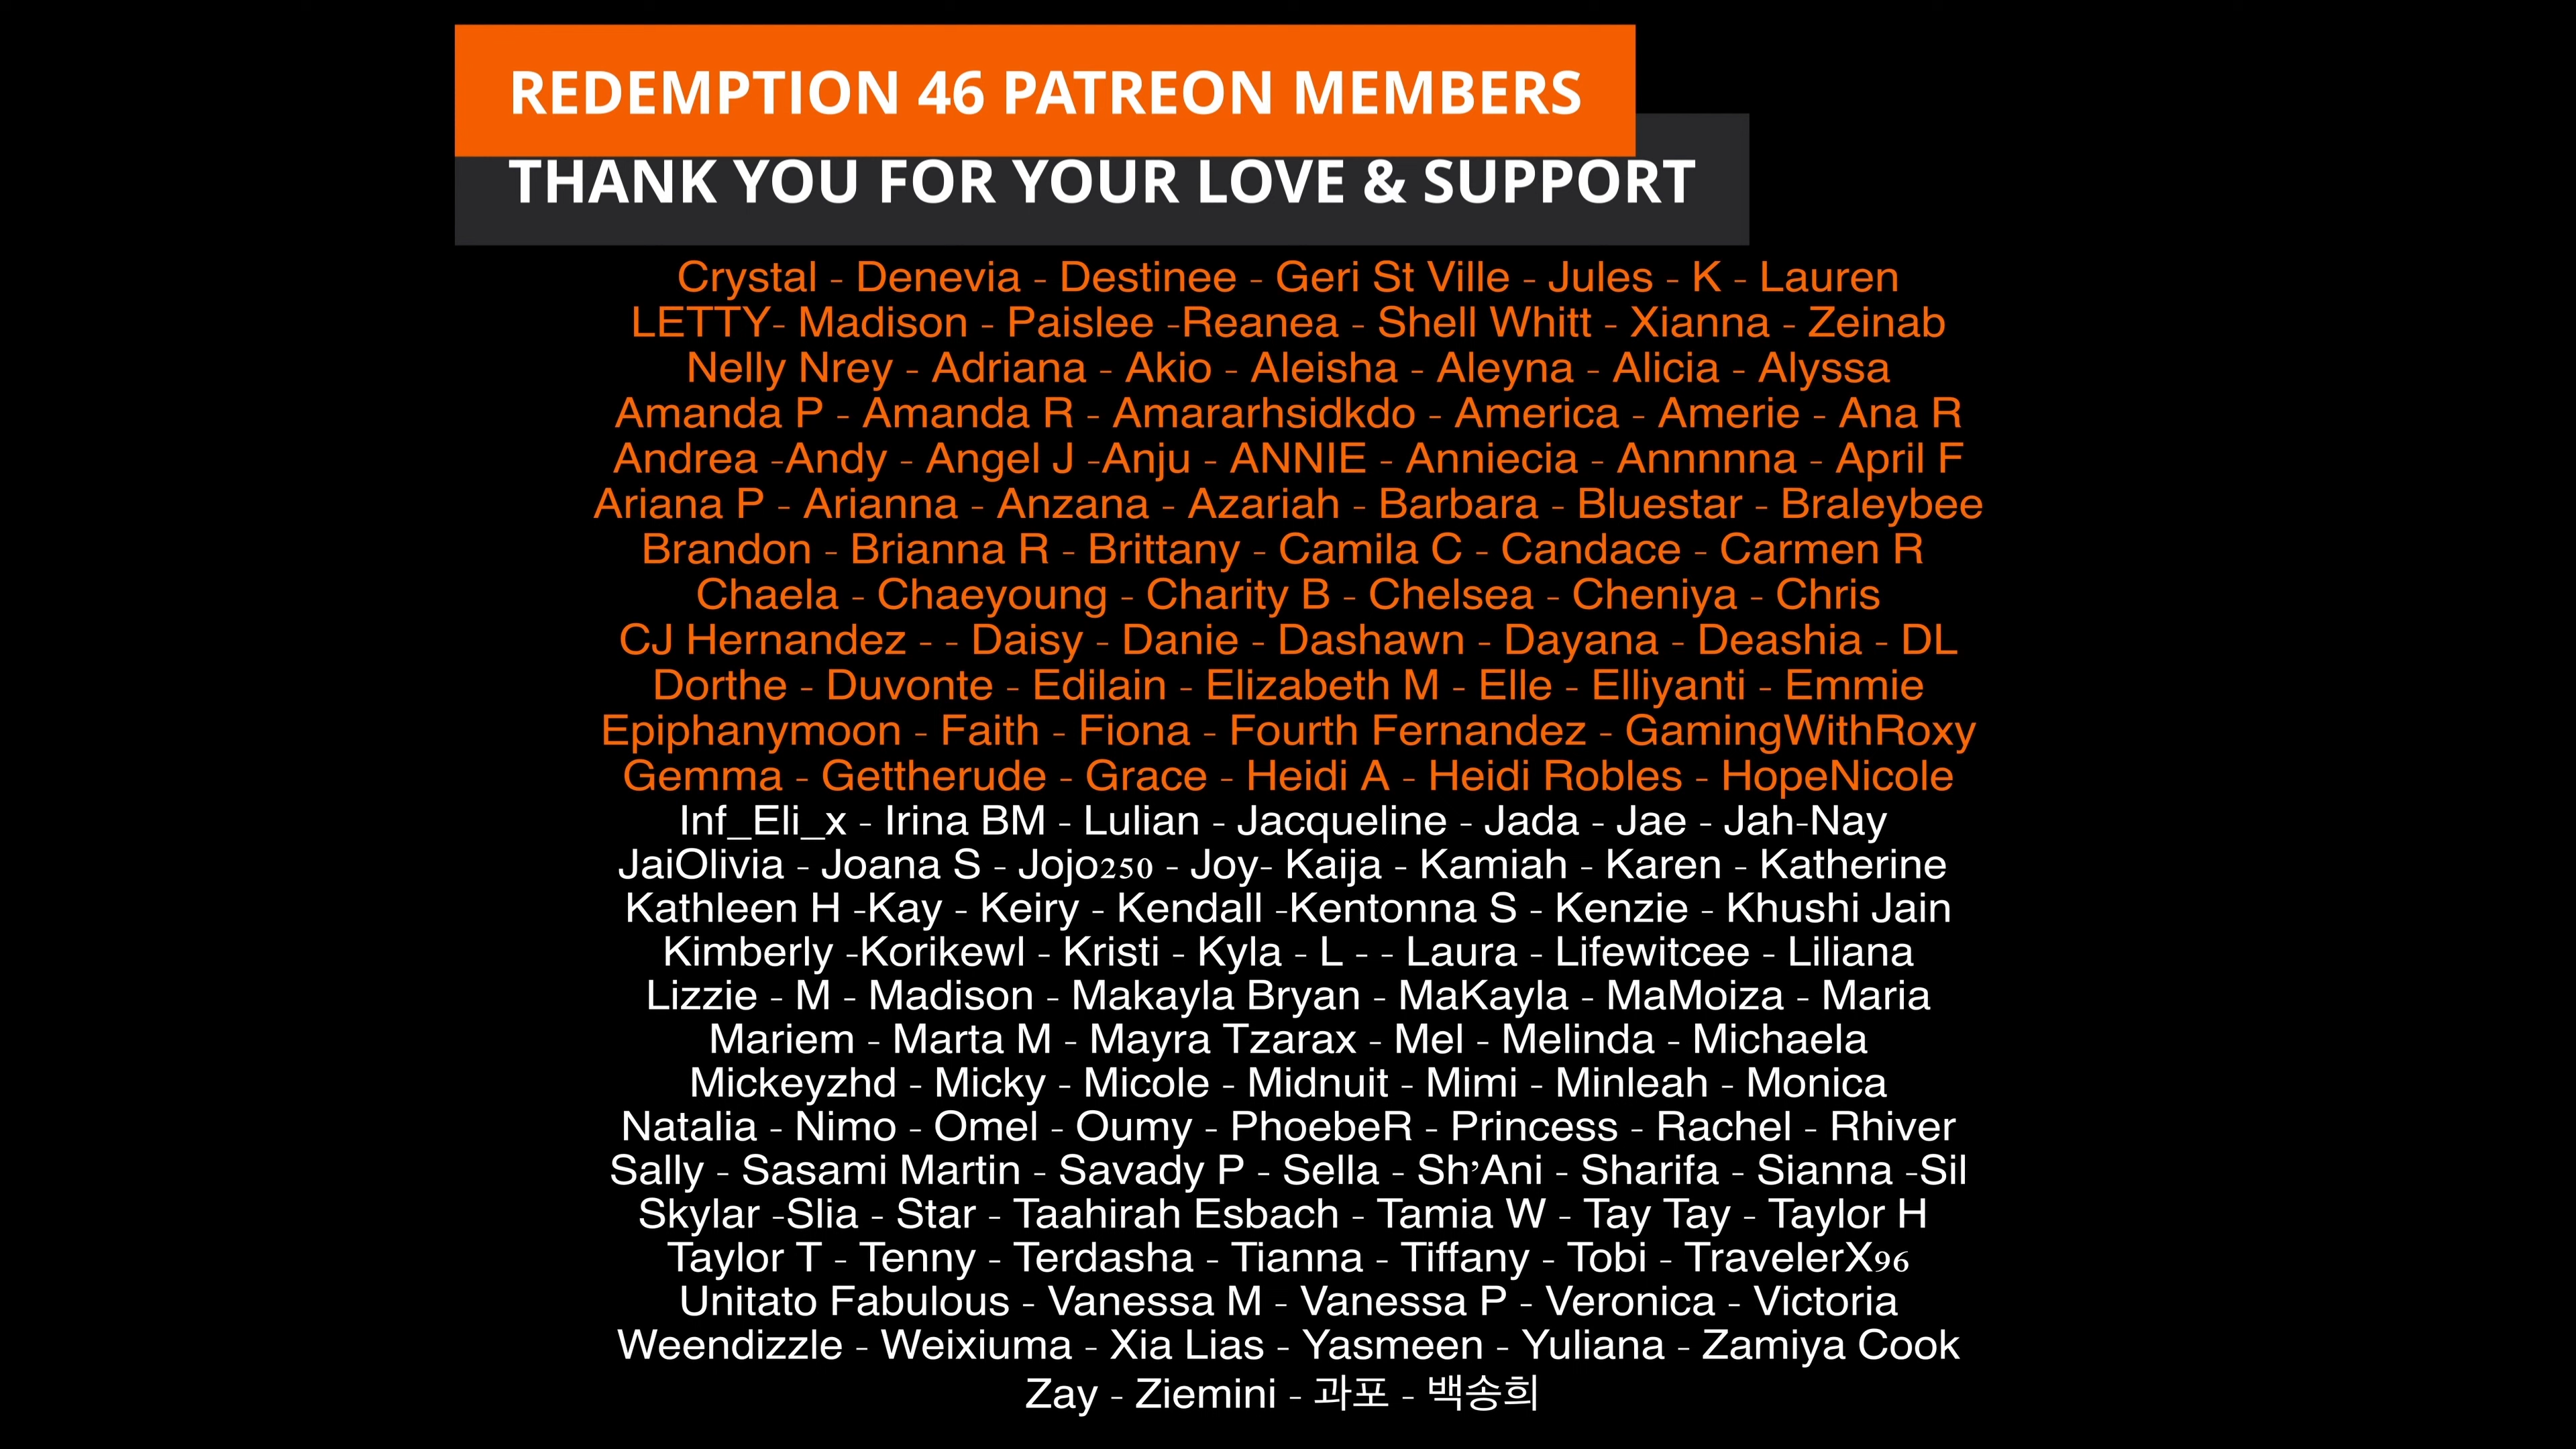 REDEMPTION 46 PATREON MEMBERS
THANK YOU FOR YOUR LOVE & SUPPORT
Crystal - Denevia - Destinee - Geri St Ville - Jules - K - Lauren
LETTY- Madison - Paislee -Reanea - Shell Whitt - Xianna - Zeinab
Nelly Nrey - Adriana - Akio - Aleisha - Aleyna - Alicia - Alyssa
Amanda P - Amanda R - Amararhsidkdo - America - Amerie - Ana R
Andrea -Andy - Angel J -Anju - ANNIE - Anniecia - Annnnna - April F
Ariana P - Arianna - Anzana - Azariah - Barbara - Bluestar - Braleybee
Brandon - Brianna R - Brittany - Camila C - Candace - Carmen R
Chaela - Chaeyoung - Charity B - Chelsea - Cheniya - Chris
CJ Hernandez - - Daisy - Danie - Dashawn - Dayana - Deashia - DL
Dorthe - Duvonte - Edilain - Elizabeth M - Elle - Elliyanti - Emmie
Epiphanymoon - Faith - Fiona - Fourth Fernandez - GamingWithRoxy
Gemma - Gettherude - Grace - Heidi A - Heidi Robles - HopeNicole
Inf_Eli_x - Irina BM - Lulian - Jacqueline - Jada - Jae - Jah-Nay
JaiOlivia - Joana S - Jojo250 - Joy- Kaija - Kamiah - Karen - Katherine
Kathleen H -Kay - Keiry - Kendall -Kentonna S - Kenzie - Khushi Jain
Kimberly -Korikewl - Kristi - Kyla - L - - Laura - Lifewitcee - Liliana
Lizzie - M - Madison - Makayla Bryan - MaKayla - MaMoiza - Maria
Mariem - Marta M - Mayra Tzarax - Mel - Melinda - Michaela
Mickeyzhd - Micky - Micole - Midnuit - Mimi - Minleah - Monica
Natalia - Nimo - Omel - Oumy - PhoebeR - Princess - Rachel - Rhiver
Sally - Sasami Martin - Savady P - Sella - Sh’Ani - Sharifa - Sianna -Sil
Skylar -Slia - Star - Taahirah Esbach - Tamia W - Tay Tay - Taylor H
Taylor T - Tenny - Terdasha - Tianna - Tiffany - Tobi - TravelerX96
Unitato Fabulous - Vanessa M - Vanessa P - Veronica - Victoria
Weendizzle - Weixiuma - Xia Lias - Yasmeen - Yuliana - Zamiya Cook
Zay - Ziemini - 과포 - 백송희